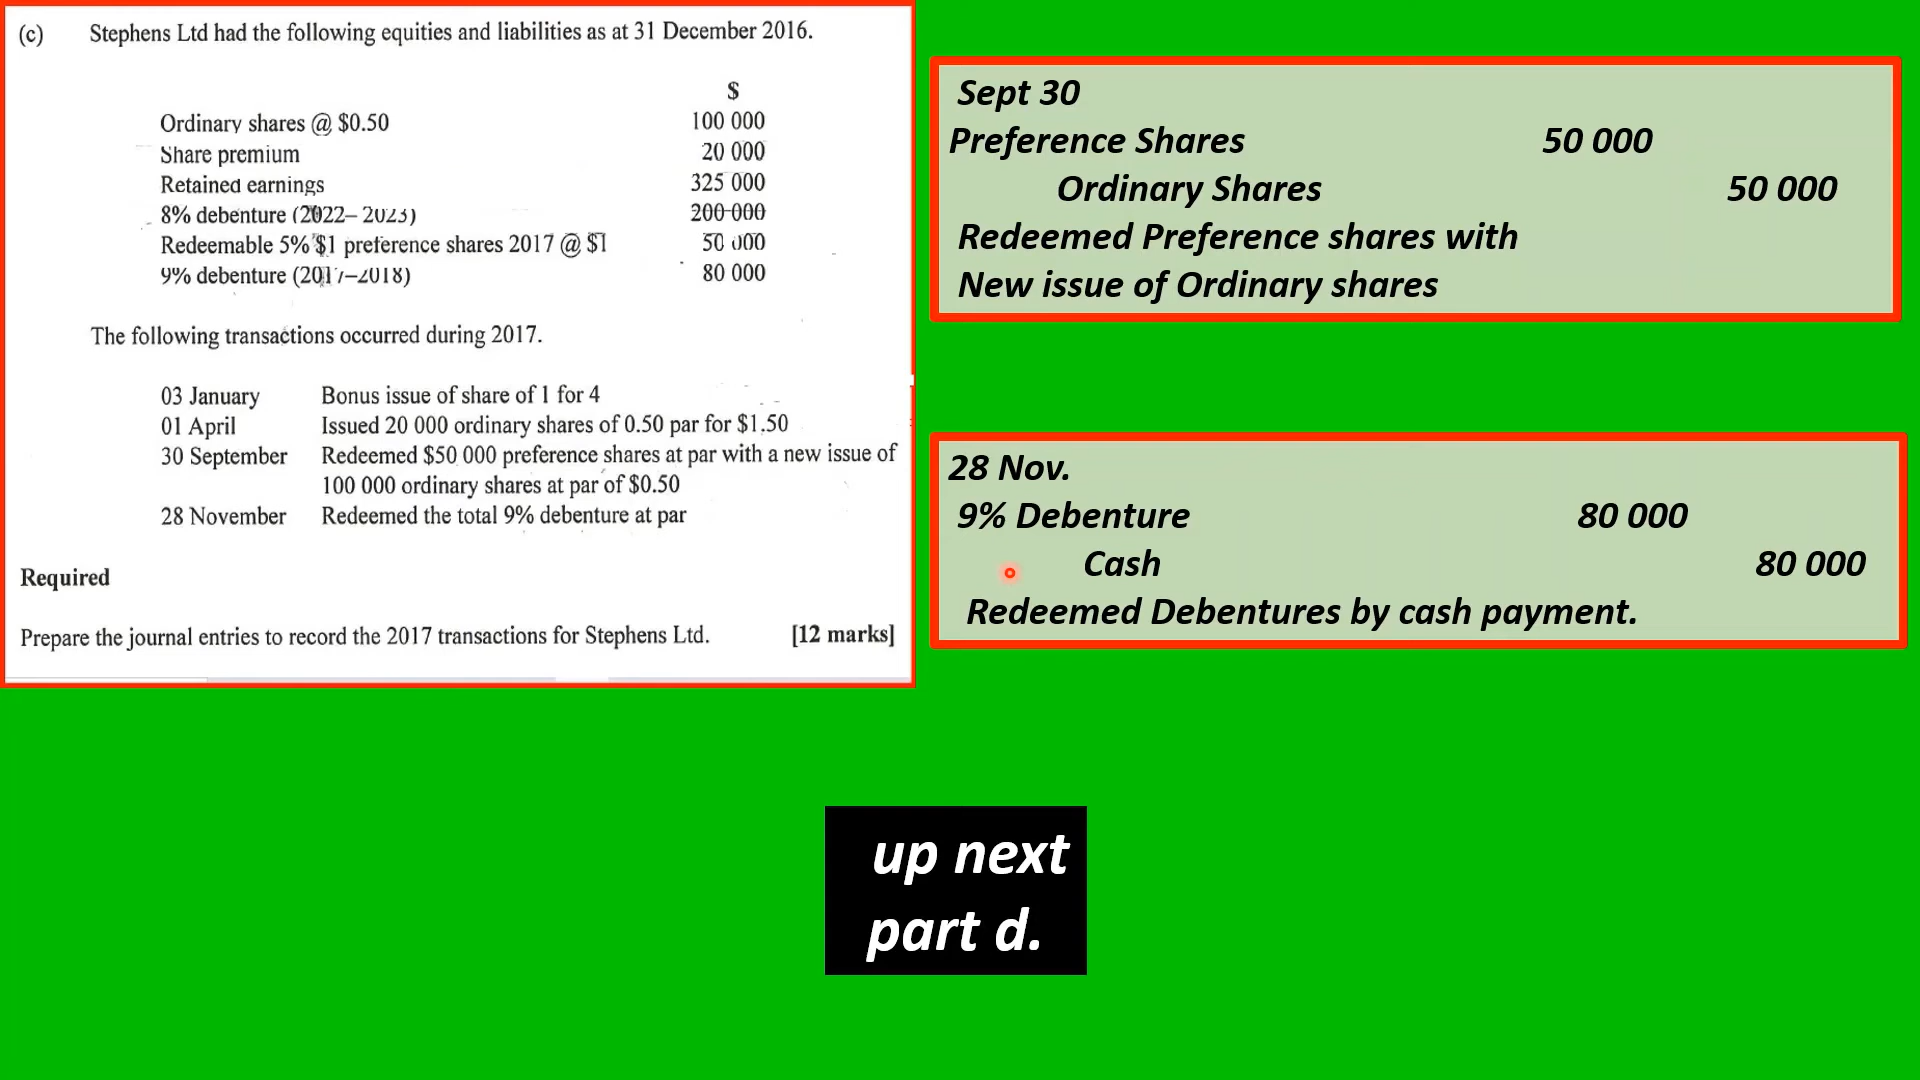 (c) Stephens Ltd had the following equities and liabilities as at 31 December 2016.
$
Ordinary shares @ $0.50 100 000
Share premium 20 000
Retained earnings 325 000
8% debenture (2022– 2023) 200 000
Redeemable 5% $1 preference shares 2017 @ $1 50 000
9% debenture (2017–2018) 80 000
The following transactions occurred during 2017.
03 January Bonus issue of share of 1 for 4
01 April Issued 20 000 ordinary shares of 0.50 par for $1.50
30 September Redeemed $50 000 preference shares at par with a new issue of
100 000 ordinary shares at par of $0.50
28 November Redeemed the total 9% debenture at par
Required
Prepare the journal entries to record the 2017 transactions for Stephens Ltd. [12 marks]
Sept 30
Preference Shares 50 000
Ordinary Shares 50 000
Redeemed Preference shares with
New issue of Ordinary shares
28 Nov.
9% Debenture 80 000
Cash 80 000
Redeemed Debentures by cash payment.
up next
part d.